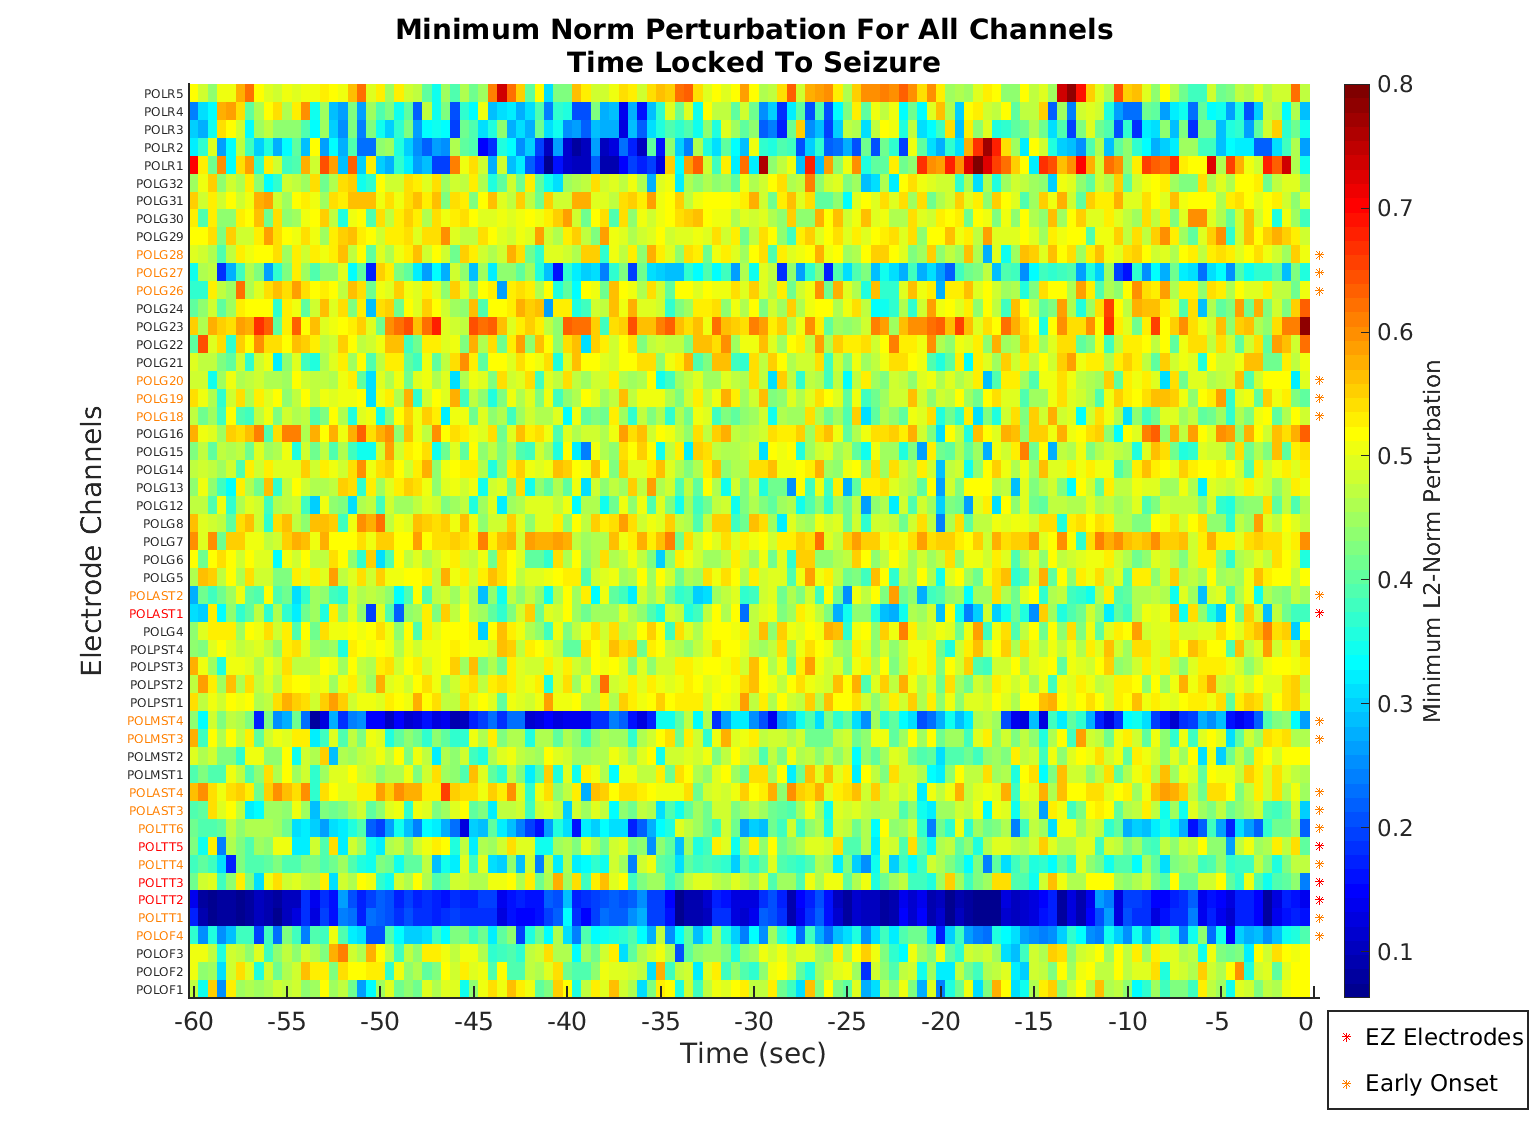 Minimum Norm Perturbation For All Channels
Time Locked To Seizure
Electrode Channels
POLR5
POLR4
POLR3
POLR2
POLR1
POLG32
POLG31
POLG30
POLG29
POLG28
POLG27
POLG26
POLG24
POLG23
POLG22
POLG21
POLG20
POLG19
POLG18
POLG16
POLG15
POLG14
POLG13
POLG12
POLG8
POLG7
POLG6
POLG5
POLAST2
POLAST1
POLG4
POLPST4
POLPST3
POLPST2
POLPST1
POLMST4
POLMST3
POLMST2
POLMST1
POLAST4
POLAST3
POLTT6
POLTT5
POLTT4
POLTT3
POLTT2
POLTT1
POLOF4
POLOF3
POLOF2
POLOF1
-60 -55 -50 -45 -40 -35 -30 -25 -20 -15 -10 -5 0
Time (sec)
0.8
0.7
0.6
0.5
0.4
0.3
0.2
0.1
Minimum L2-Norm Perturbation
EZ Electrodes
Early Onset